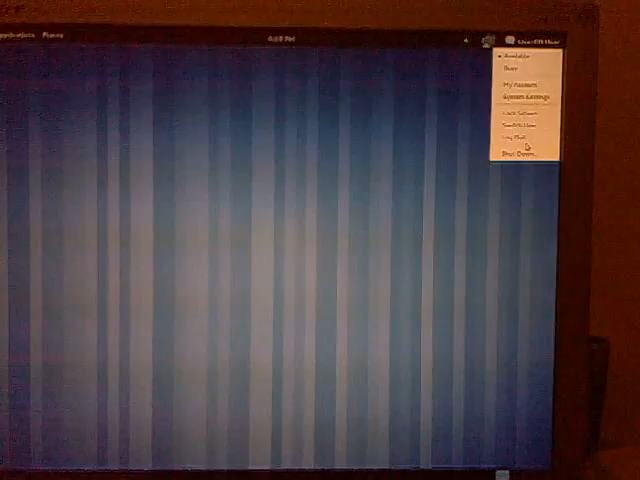 Applications Places
Available
Busy
My Account
System Settings
Lock Screen
Switch User
Log Out...
Shut Down...